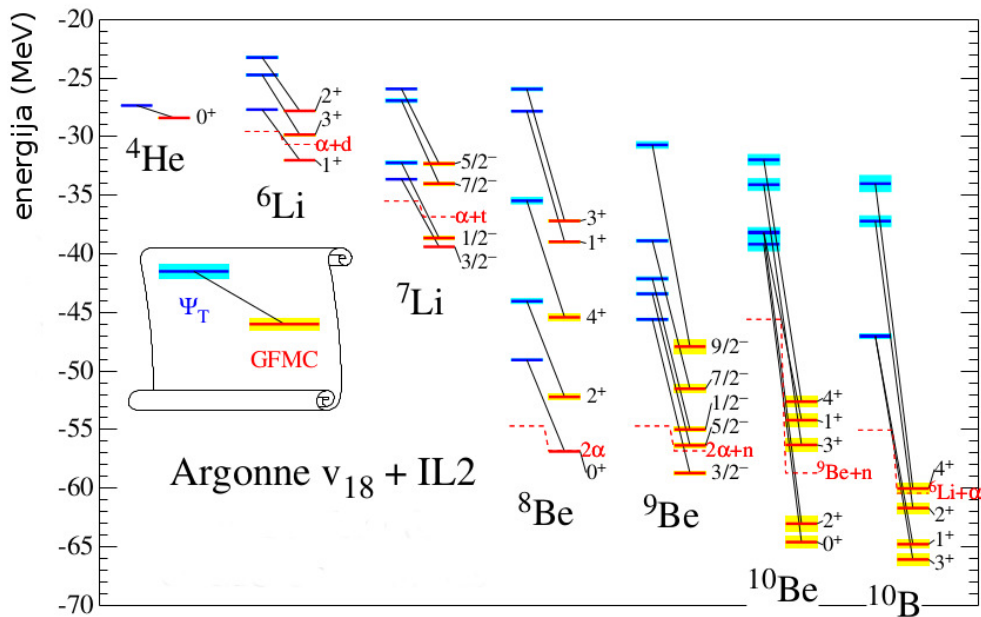 energija (MeV)
-20
-25
-30
-35
-40
-45
-50
-55
-60
-65
-70
0⁺
⁴He
2⁺
3⁺
α+d
1⁺
⁶Li
5/2⁻
7/2⁻
α+t
1/2⁻
3/2⁻
⁷Li
3⁺
1⁺
4⁺
2⁺
2α
0⁺
⁸Be
9/2⁻
7/2⁻
1/2⁻
5/2⁻
2α+n
3/2⁻
⁹Be
4⁺
1⁺
3⁺
⁹Be+n
2⁺
0⁺
¹⁰Be
4⁺
⁶Li+α
2⁺
1⁺
3⁺
¹⁰B
Ψ_T
GFMC
Argonne v₁₈ + IL2